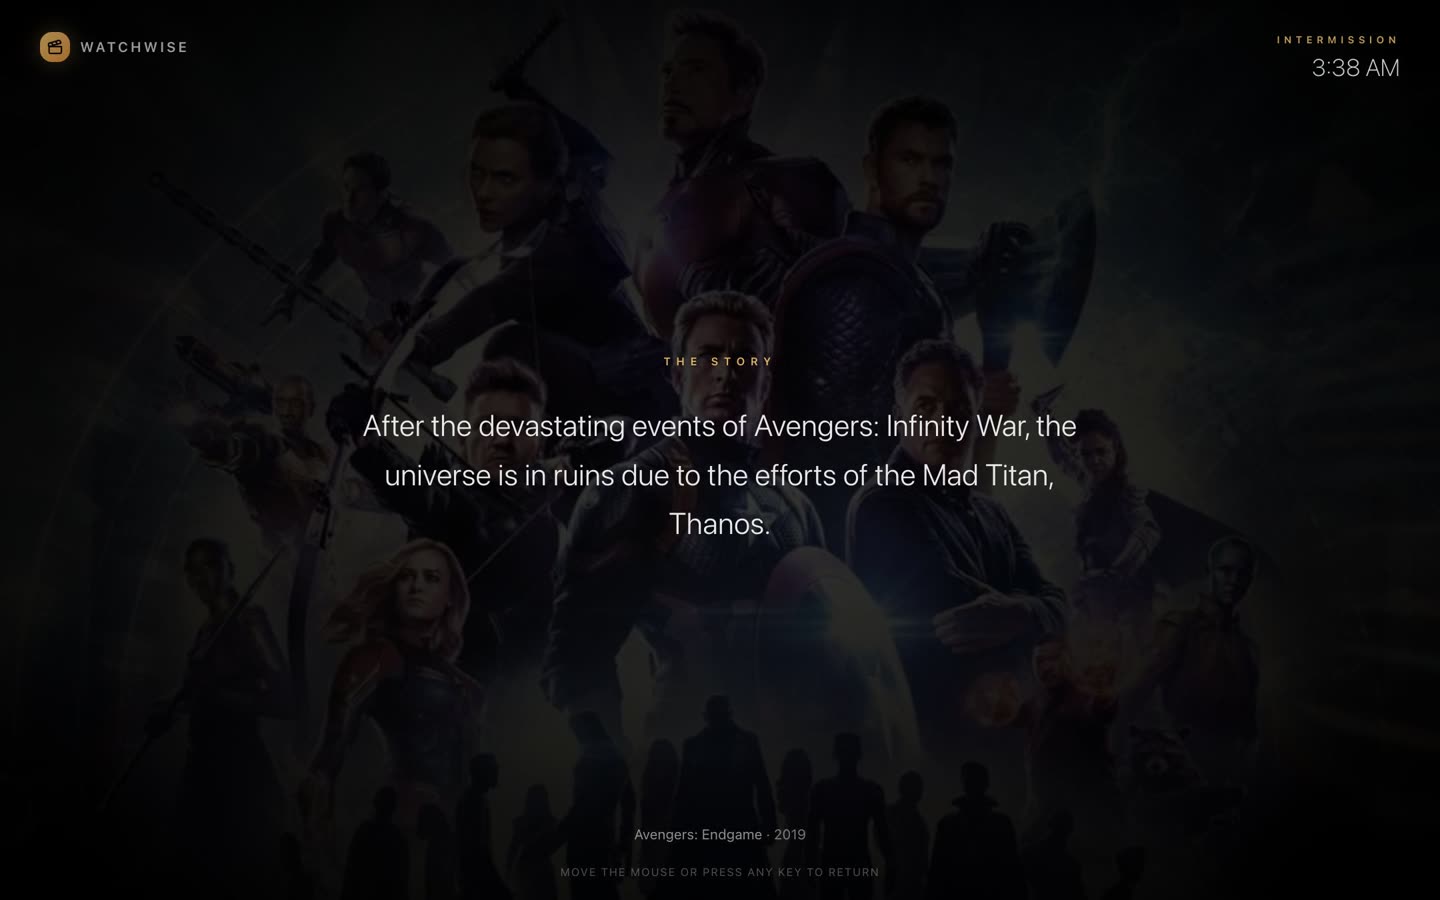 WATCHWISE
INTERMISSION
3:38 AM
THE STORY
After the devastating events of Avengers: Infinity War, the
universe is in ruins due to the efforts of the Mad Titan,
Thanos.
Avengers: Endgame · 2019
MOVE THE MOUSE OR PRESS ANY KEY TO RETURN